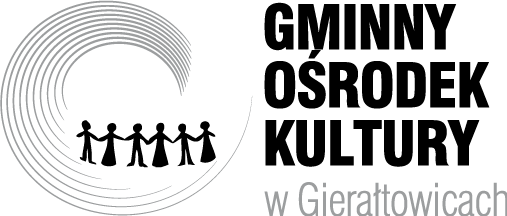 GMINNY
OŚRODEK
KULTURY
w Gierałtowicach